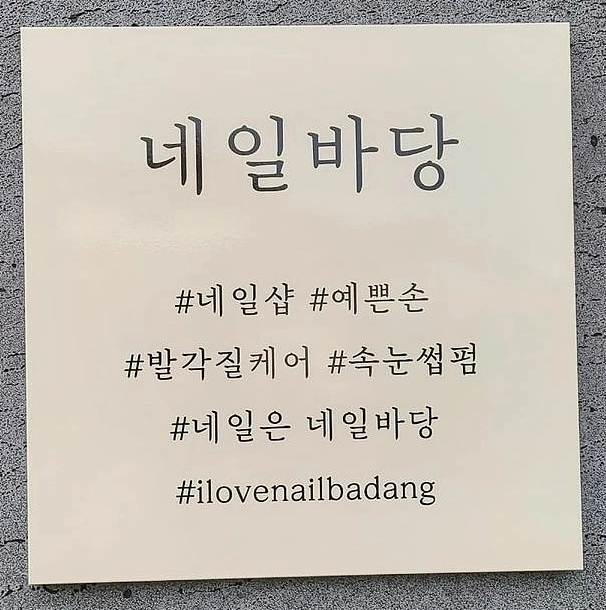 네일바당
#네일샵 #예쁜손
#발각질케어 #속눈썹펌
#네일은 네일바당
#ilovenailbadang